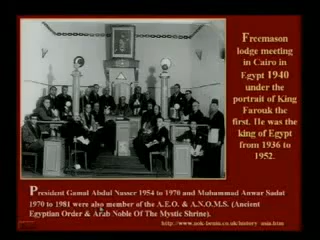 Freemason
lodge meeting
in Cairo in
Egypt 1940
under the
portrait of King
Farouk the
first. He was the
king of Egypt
from 1936 to
1952.
President Gamal Abdul Nasser 1954 to 1970 and Muhammad Anwar Sadat
1970 to 1981 were also member of the A.E.O. & A.N.O.M.S. (Ancient
Egyptian Order & Arab Noble Of The Mystic Shrine).